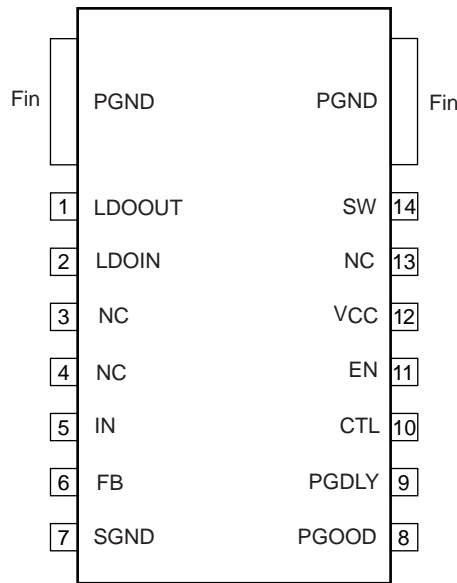 Fin PGND PGND Fin
1 LDOOUT SW 14
2 LDOIN NC 13
3 NC VCC 12
4 NC EN 11
5 IN CTL 10
6 FB PGDLY 9
7 SGND PGOOD 8